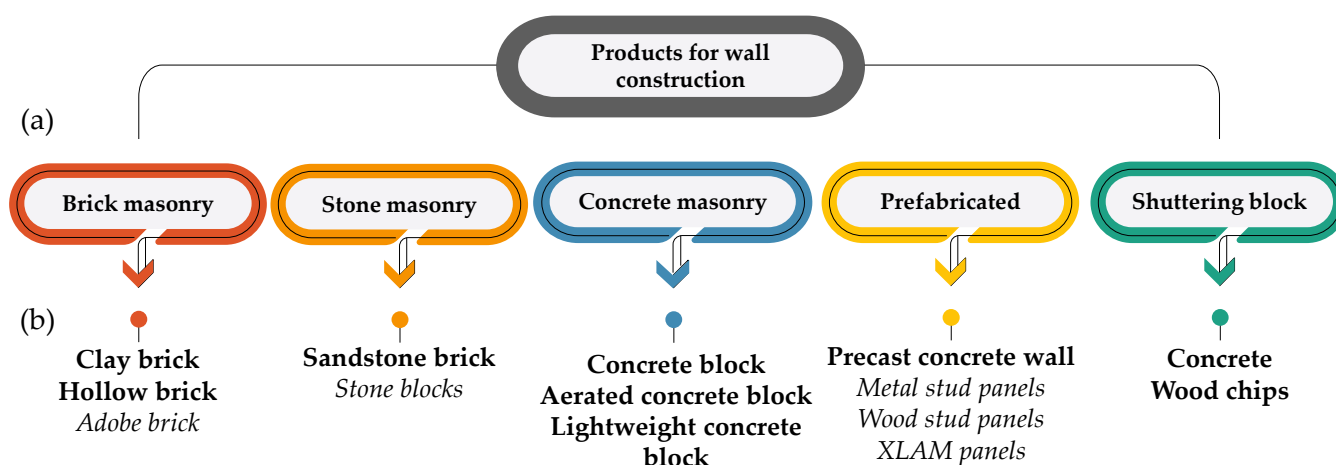 Products for wall
construction
(a)
Brick masonry
Stone masonry
Concrete masonry
Prefabricated
Shuttering block
(b)
Clay brick
Hollow brick
Adobe brick
Sandstone brick
Stone blocks
Concrete block
Aerated concrete block
Lightweight concrete
block
Precast concrete wall
Metal stud panels
Wood stud panels
XLAM panels
Concrete
Wood chips